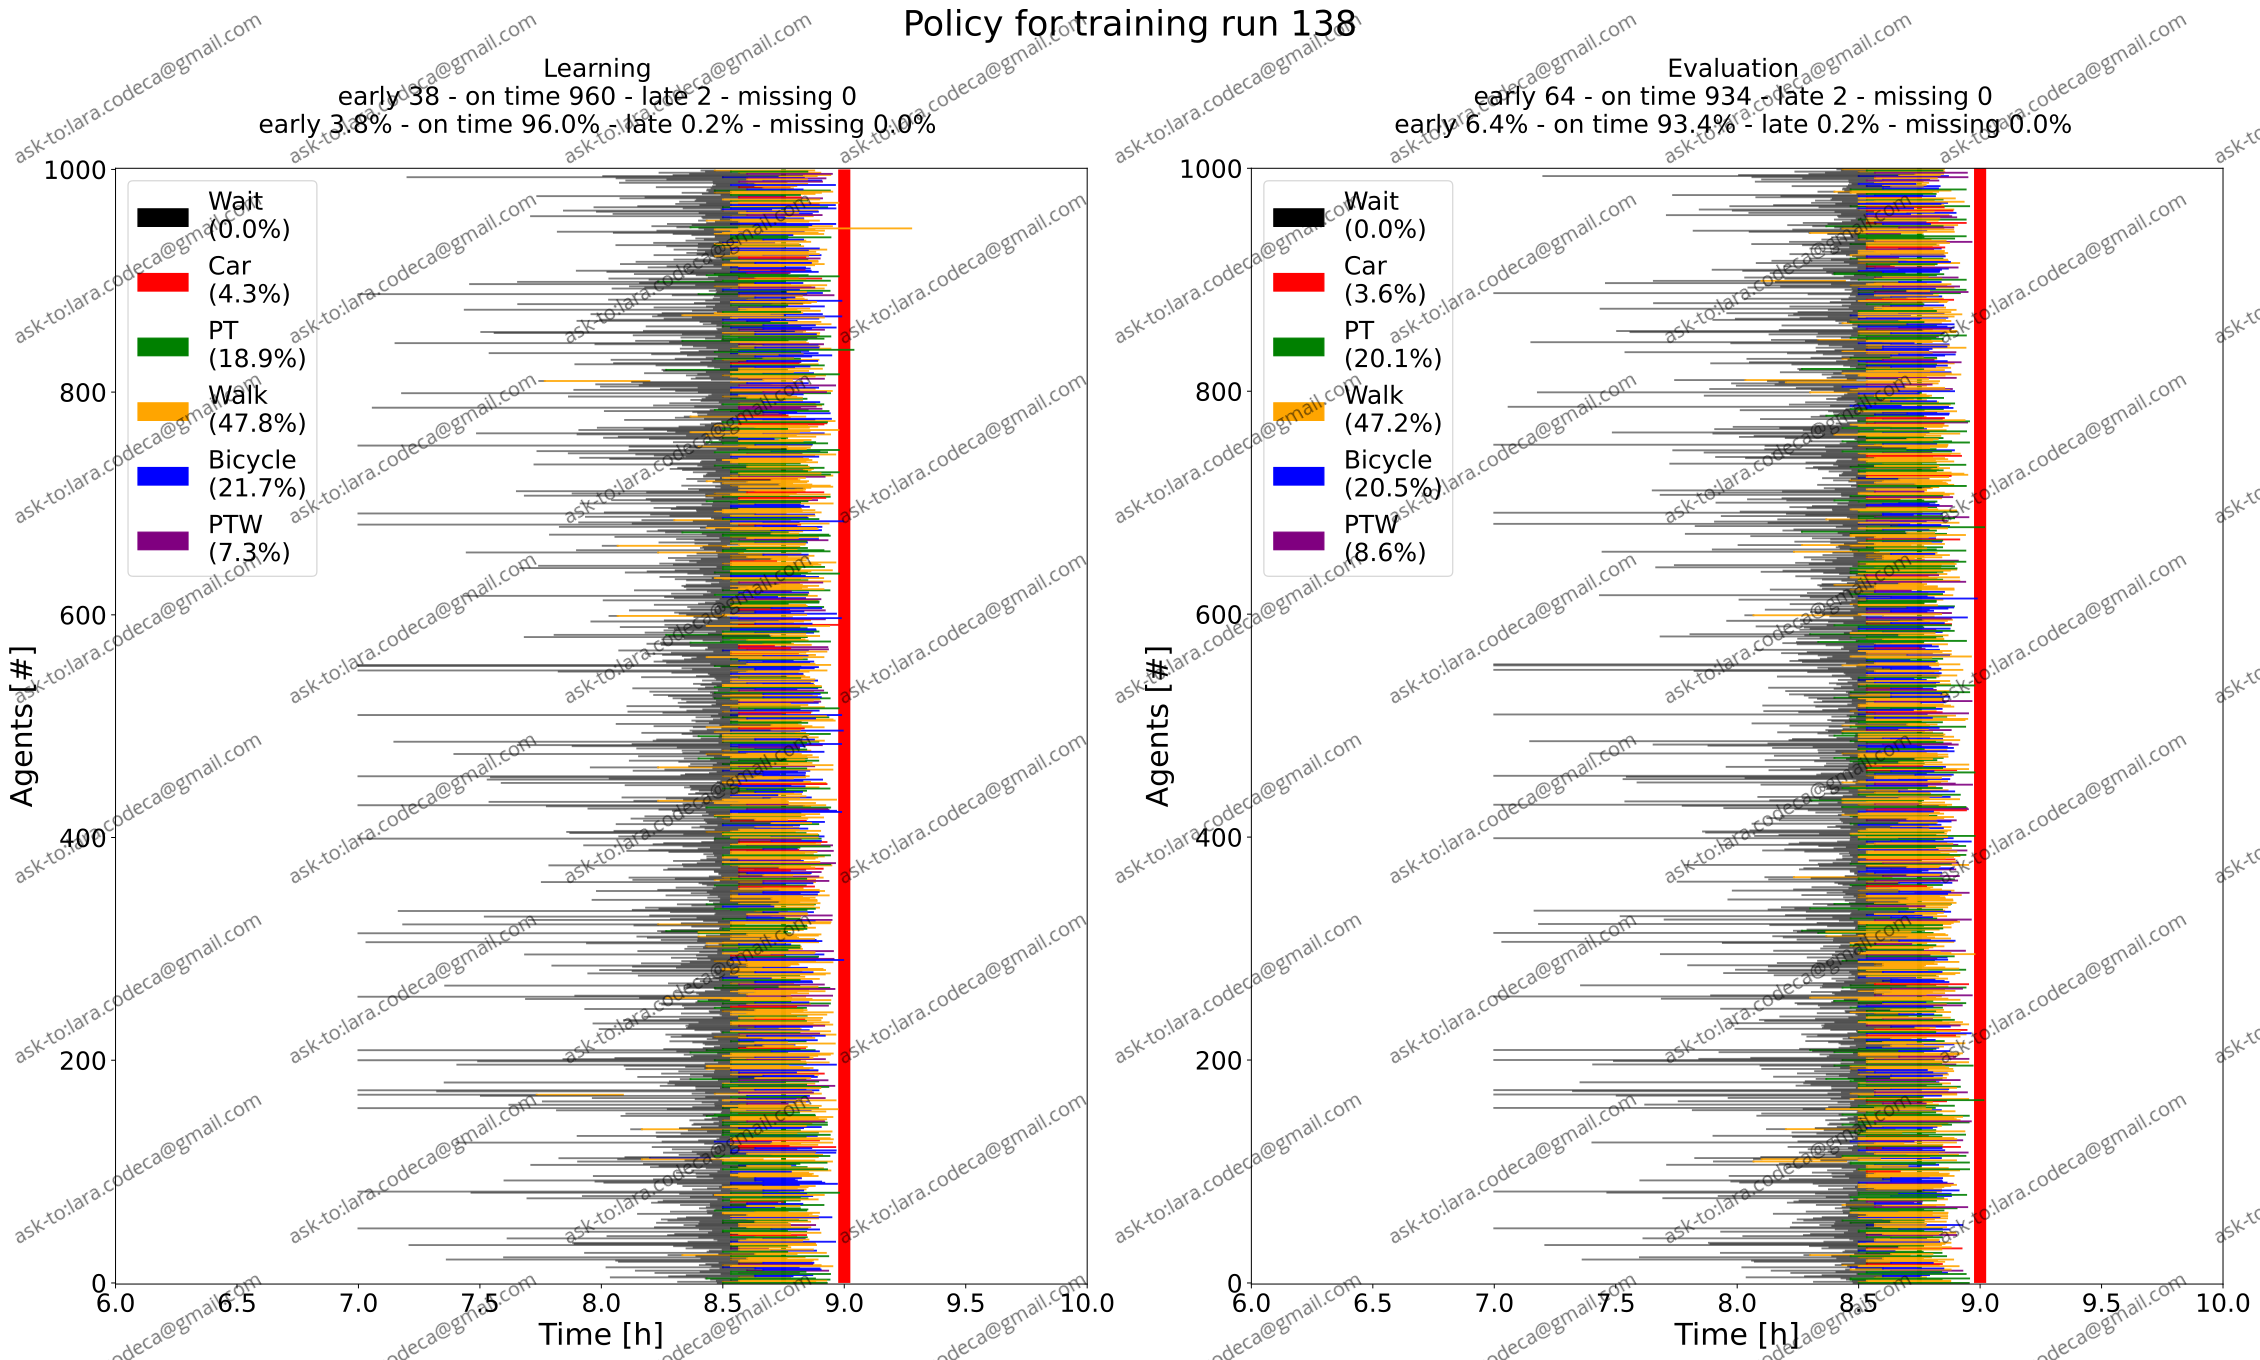 Policy for training run 138
Learning
early 38 - on time 960 - late 2 - missing 0
early 3.8% - on time 96.0% - late 0.2% - missing 0.0%
1000
800
600
400
200
0
Agents [#]
Wait
(0.0%)
Car
(4.3%)
PT
(18.9%)
Walk
(47.8%)
Bicycle
(21.7%)
PTW
(7.3%)
6.0 6.5 7.0 7.5 8.0 8.5 9.0 9.5 10.0
Time [h]
Evaluation
early 64 - on time 934 - late 2 - missing 0
early 6.4% - on time 93.4% - late 0.2% - missing 0.0%
1000
800
600
400
200
0
Agents [#]
Wait
(0.0%)
Car
(3.6%)
PT
(20.1%)
Walk
(47.2%)
Bicycle
(20.5%)
PTW
(8.6%)
6.0 6.5 7.0 7.5 8.0 8.5 9.0 9.5 10.0
Time [h]
ask-to:lara.codeca@gmail.com